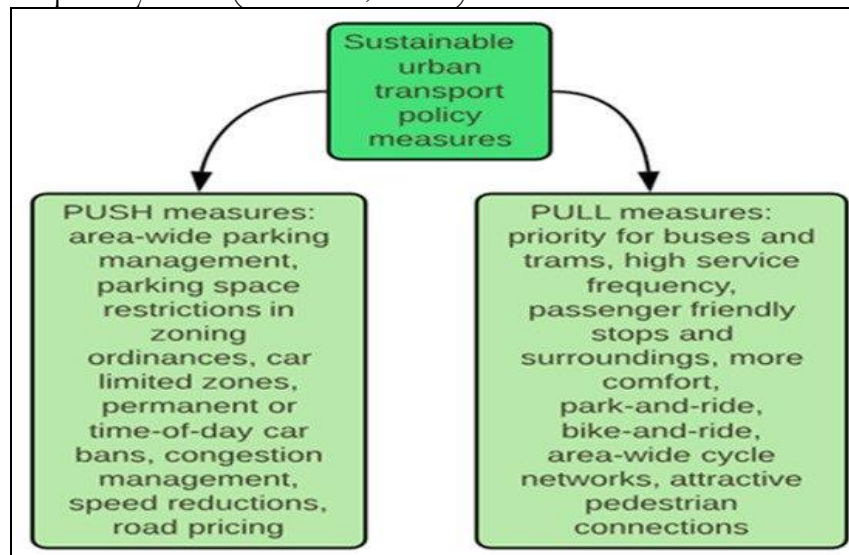 Sustainable
urban
transport
policy
measures
PUSH measures:
area-wide parking
management,
parking space
restrictions in
zoning
ordinances, car
limited zones,
permanent or
time-of-day car
bans, congestion
management,
speed reductions,
road pricing
PULL measures:
priority for buses and
trams, high service
frequency,
passenger friendly
stops and
surroundings, more
comfort,
park-and-ride,
bike-and-ride,
area-wide cycle
networks, attractive
pedestrian
connections